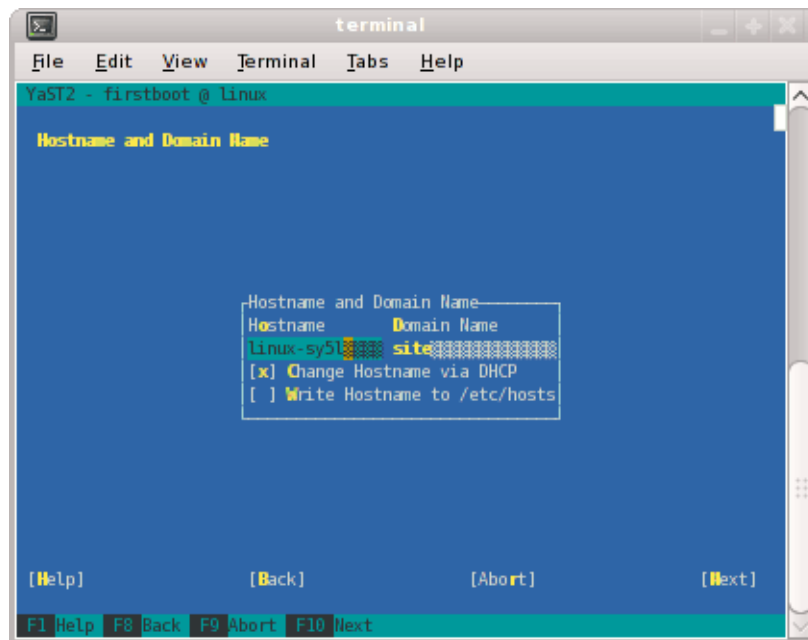 terminal
File Edit View Terminal Tabs Help
YaST2 - firstboot @ linux
Hostname and Domain Name
Hostname and Domain Name
Hostname Domain Name
linux-sy5l site
[x] Change Hostname via DHCP
[ ] Write Hostname to /etc/hosts
[Help] [Back] [Abort] [Next]
F1 Help F8 Back F9 Abort F10 Next